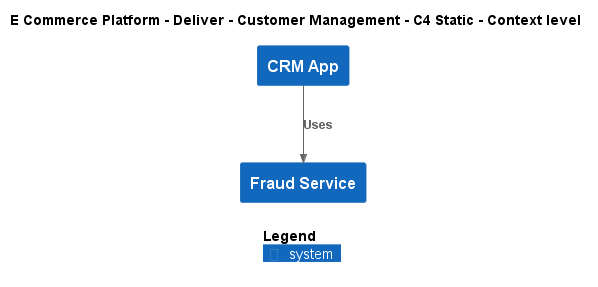 E Commerce Platform - Deliver - Customer Management - C4 Static - Context level
CRM App
Uses
Fraud Service
Legend
system